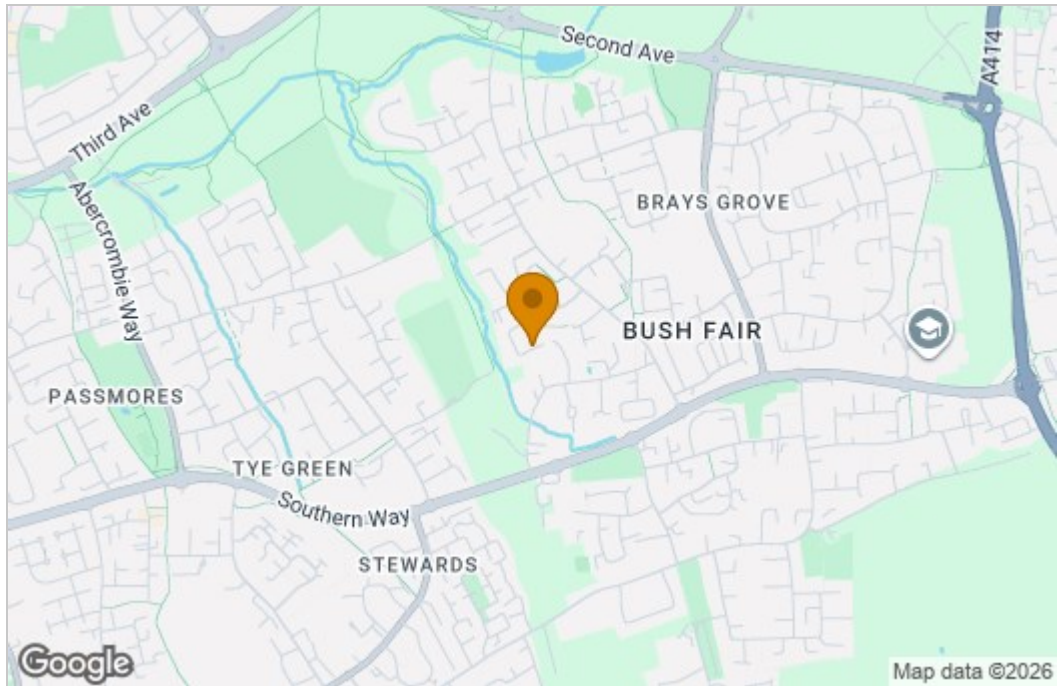 Second Ave
A414
Third Ave
Abercrombie Way
BRAYS GROVE
BUSH FAIR
PASSMORES
TYE GREEN
Southern Way
STEWARDS
Google
Map data ©2026